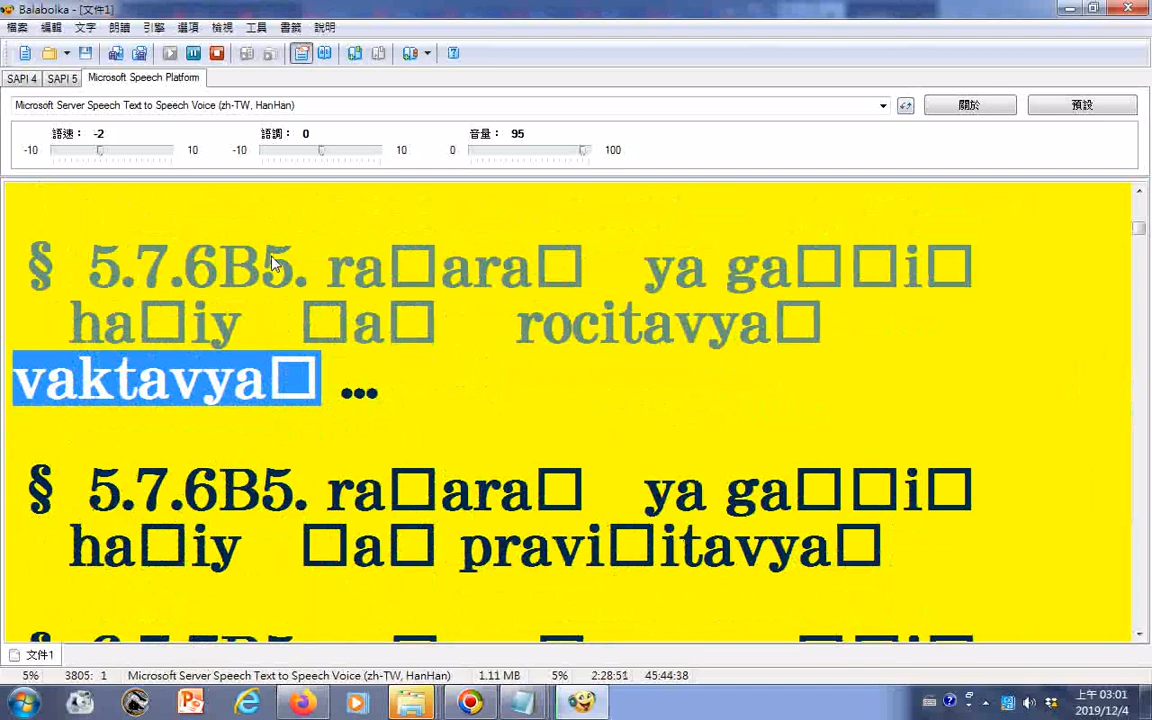 Balabolka - [文件1]
檔案 編輯 文字 朗讀 引擎 選項 檢視 工具 書籤 說明
SAPI 4 SAPI 5 Microsoft Speech Platform
Microsoft Server Speech Text to Speech Voice (zh-TW, HanHan) 關於 預設
語速： -2 語調： 0 音量： 95
-10 10 -10 10 0 100
§ 5.7.6B5. ra□ara□ ya ga□□i□
ha□iy □a□ rocitavya□
vaktavya□ ...
§ 5.7.6B5. ra□ara□ ya ga□□i□
ha□iy □a□ pravi□itavya□
文件1
5% 3805: 1 Microsoft Server Speech Text to Speech Voice (zh-TW, HanHan) 1.11 MB 5% 2:28:51 45:44:38
上午 03:01
2019/12/4